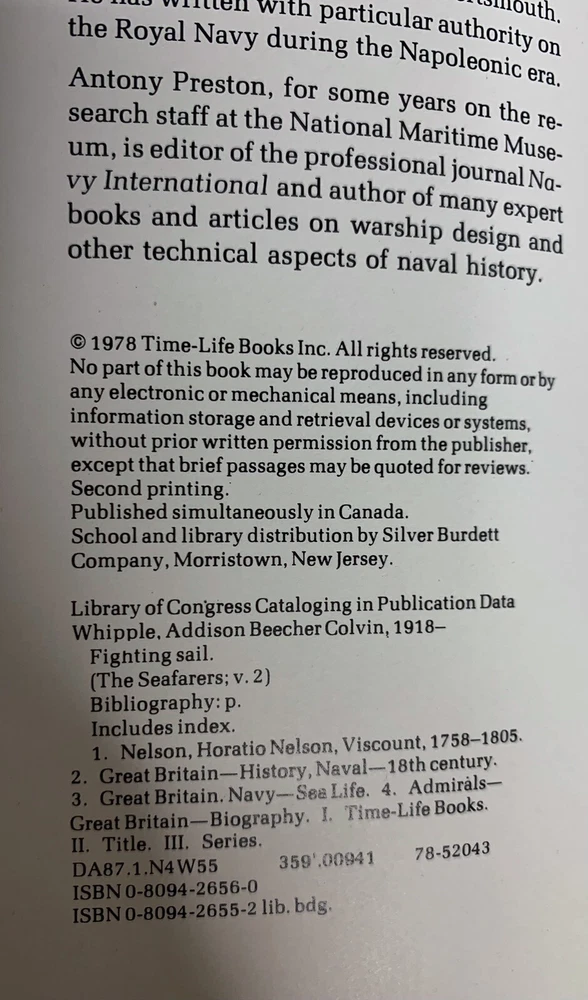 written with particular authority on
the Royal Navy during the Napoleonic era.
Antony Preston, for some years on the re-
search staff at the National Maritime Muse-
um, is editor of the professional journal Na-
vy International and author of many expert
books and articles on warship design and
other technical aspects of naval history.
© 1978 Time-Life Books Inc. All rights reserved.
No part of this book may be reproduced in any form or by
any electronic or mechanical means, including
information storage and retrieval devices or systems,
without prior written permission from the publisher,
except that brief passages may be quoted for reviews.
Second printing.
Published simultaneously in Canada.
School and library distribution by Silver Burdett
Company, Morristown, New Jersey.
Library of Congress Cataloging in Publication Data
Whipple, Addison Beecher Colvin, 1918–
Fighting sail.
(The Seafarers; v. 2)
Bibliography: p.
Includes index.
1. Nelson, Horatio Nelson, Viscount, 1758–1805.
2. Great Britain—History, Naval—18th century.
3. Great Britain. Navy—Sea Life. 4. Admirals—
Great Britain—Biography. I. Time-Life Books.
II. Title. III. Series.
DA87.1.N4W55 359'.00941 78-52043
ISBN 0-8094-2656-0
ISBN 0-8094-2655-2 lib. bdg.